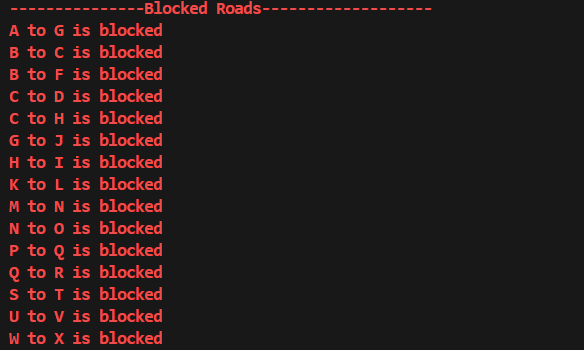 ---------------Blocked Roads-------------------
A to G is blocked
B to C is blocked
B to F is blocked
C to D is blocked
C to H is blocked
G to J is blocked
H to I is blocked
K to L is blocked
M to N is blocked
N to O is blocked
P to Q is blocked
Q to R is blocked
S to T is blocked
U to V is blocked
W to X is blocked